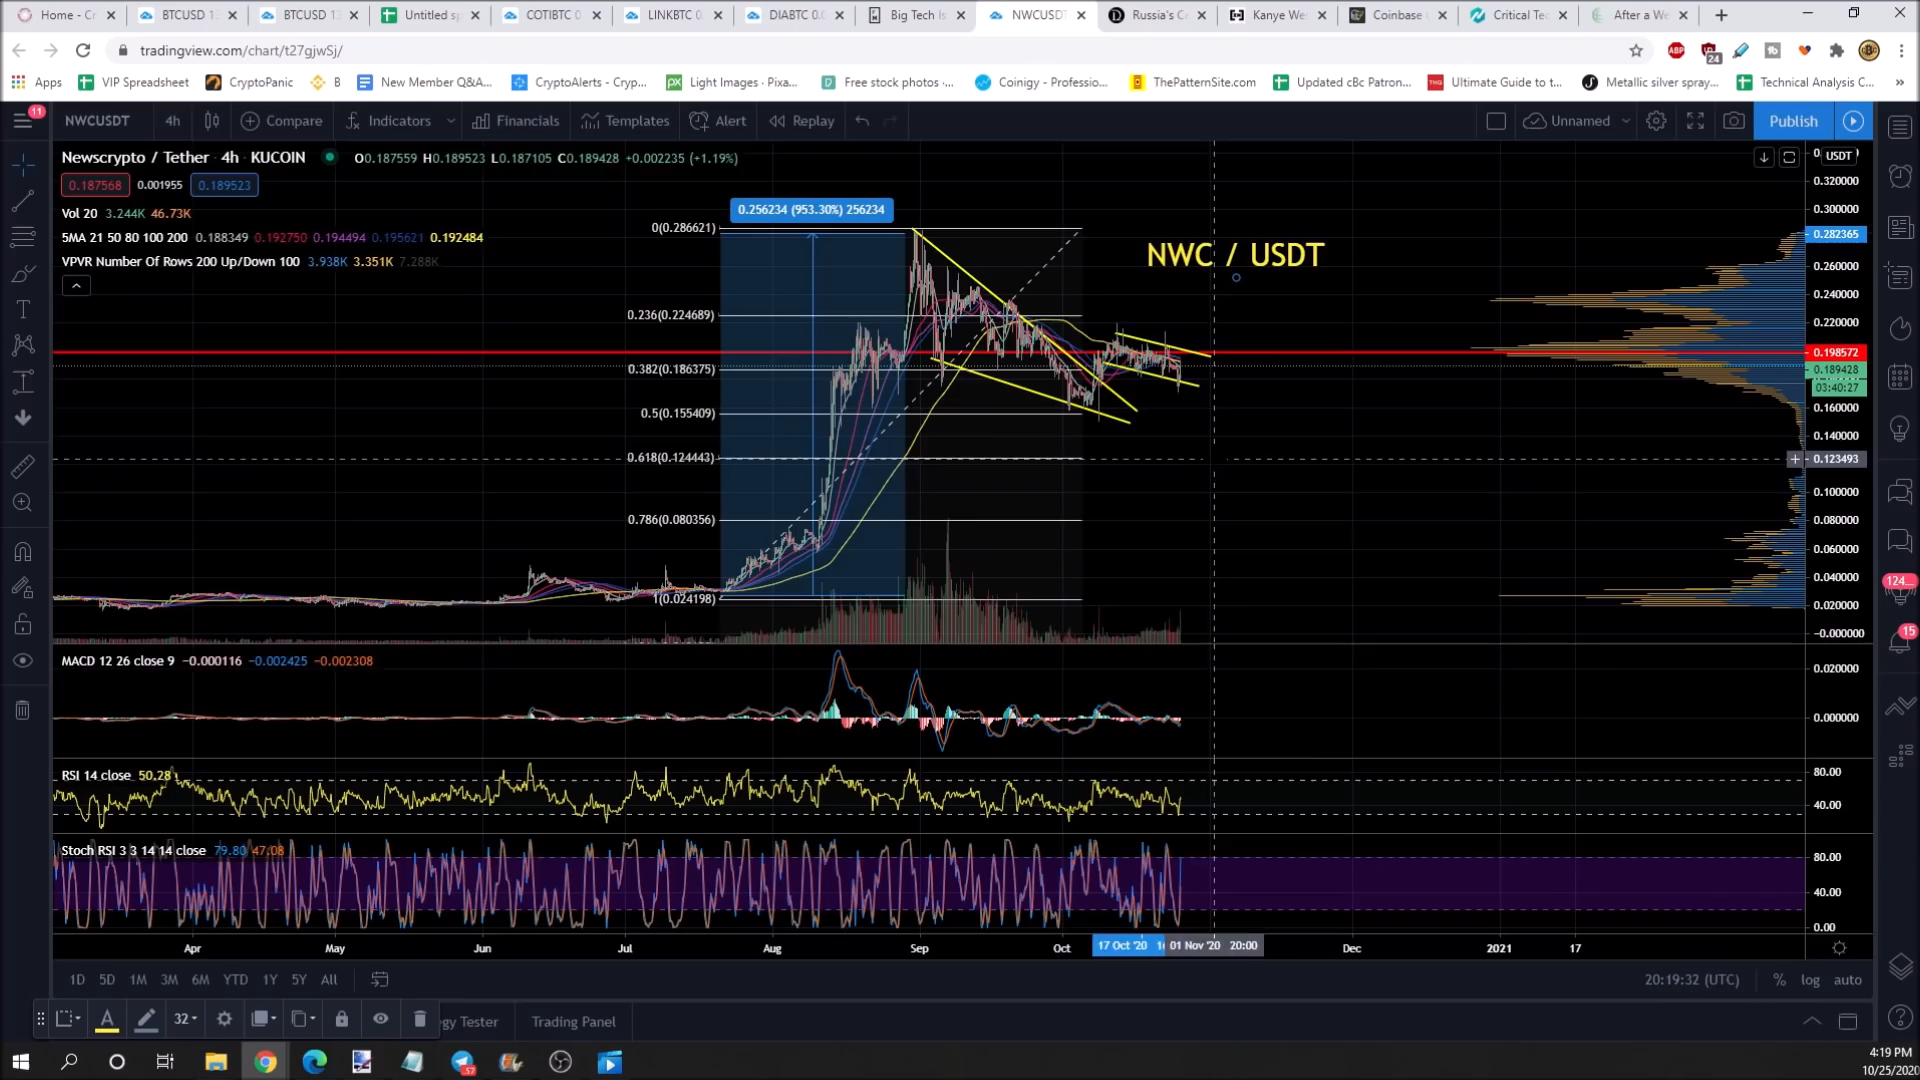 Home - Cr
BTCUSD 1
BTCUSD 1
Untitled sp
COTIBTC 0
LINKBTC 0.
DIABTC 0.0
Big Tech Is
NWCUSDT
Russia's C
Kanye We
Coinbase
Critical Tec
After a We
tradingview.com/chart/t27gjwSj/
ABP
24
Apps
VIP Spreadsheet
CryptoPanic
B
New Member Q&A...
CryptoAlerts - Cryp...
Light Images · Pixa...
Free stock photos ·...
Coinigy - Professio...
ThePatternSite.com
Updated cBc Patron...
Ultimate Guide to t...
Metallic silver spray...
Technical Analysis C...
»
11
NWCUSDT
4h
Compare
Indicators
Financials
Templates
Alert
Replay
Unnamed
Publish
Newscrypto / Tether · 4h · KUCOIN
O0.187559 H0.189523 L0.187105 C0.189428 +0.002235 (+1.19%)
0.187568 0.001955 0.189523
Vol 20 3.244K 46.73K
5MA 21 50 80 100 200 0.188349 0.192750 0.194494 0.195621 0.192484
VPVR Number Of Rows 200 Up/Down 100 3.938K 3.351K 7.288K
0.256234 (953.30%) 256234
NWC / USDT
0(0.286621)
0.236(0.224689)
0.382(0.186375)
0.5(0.155409)
0.618(0.124443)
0.786(0.080356)
1(0.024198)
USDT
0.320000
0.300000
0.282365
0.260000
0.240000
0.220000
0.198572
0.189428
03:40:27
0.160000
0.140000
0.123493
0.100000
0.080000
0.060000
0.040000
0.020000
−0.000000
MACD 12 26 close 9 −0.000116 −0.002425 −0.002308
0.020000
0.000000
RSI 14 close 50.28
80.00
40.00
Stoch RSI 3 3 14 14 close 79.80 47.08
80.00
40.00
0.00
Apr
May
Jun
Jul
Aug
Sep
Oct
17 Oct '20
01 Nov '20 20:00
Dec
2021
17
1D 5D 1M 3M 6M YTD 1Y 5Y All
20:19:32 (UTC)
% log auto
32
gy Tester
Trading Panel
124...
15
57
4:19 PM
10/25/2020